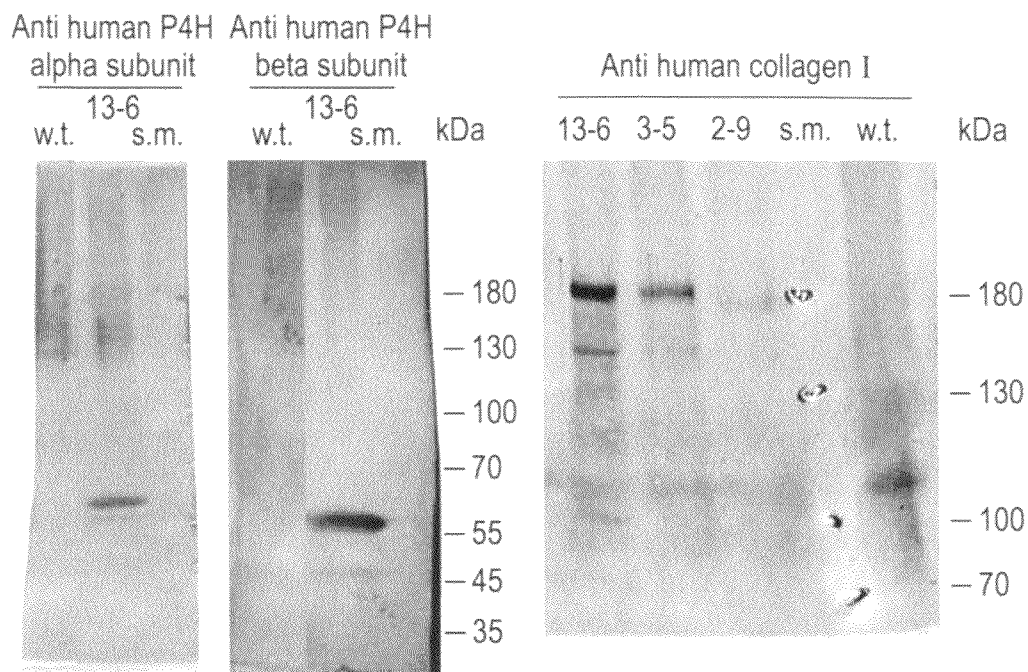 Anti human P4H
alpha subunit
13-6
w.t. s.m.
Anti human P4H
beta subunit
13-6
w.t. s.m.
kDa
180
130
100
70
55
45
35
Anti human collagen I
13-6 3-5 2-9 s.m. w.t. kDa
180
130
100
70